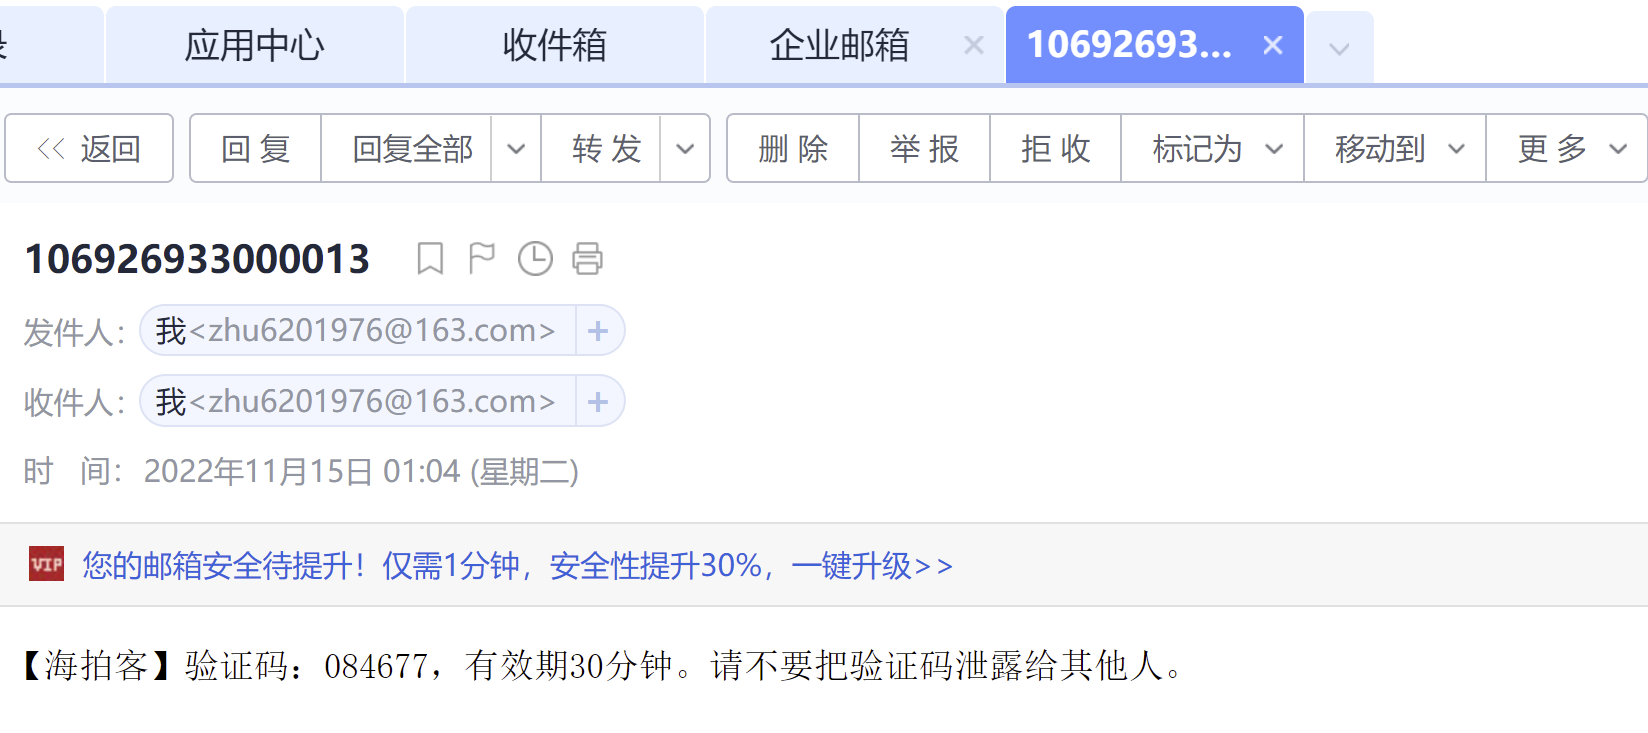 应用中心 收件箱 企业邮箱 × 10692693... ×
<< 返回 回 复 回复全部 转 发 删 除 举 报 拒 收 标记为 移动到 更 多
106926933000013
发件人： 我<zhu6201976@163.com> +
收件人： 我<zhu6201976@163.com> +
时 间： 2022年11月15日 01:04 (星期二)
VIP 您的邮箱安全待提升！仅需1分钟，安全性提升30%，一键升级>>
【海拍客】验证码：084677，有效期30分钟。请不要把验证码泄露给其他人。